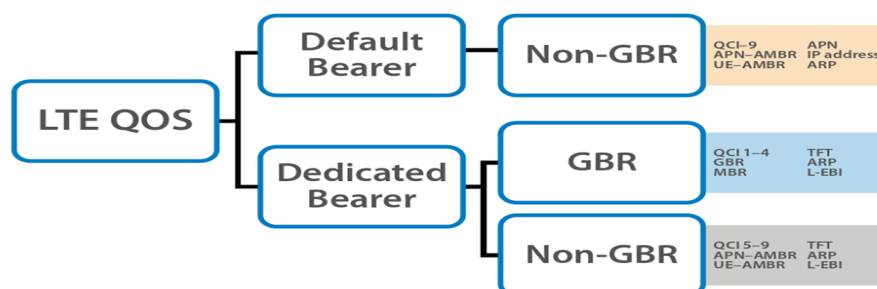 LTE QOS
Default
Bearer
Non-GBR
QCI–9 APN
APN–AMBR IP address
UE–AMBR ARP
Dedicated
Bearer
GBR
QCI 1–4 TFT
GBR ARP
MBR L-EBI
Non-GBR
QCI 5–9 TFT
APN–AMBR ARP
UE–AMBR L-EBI